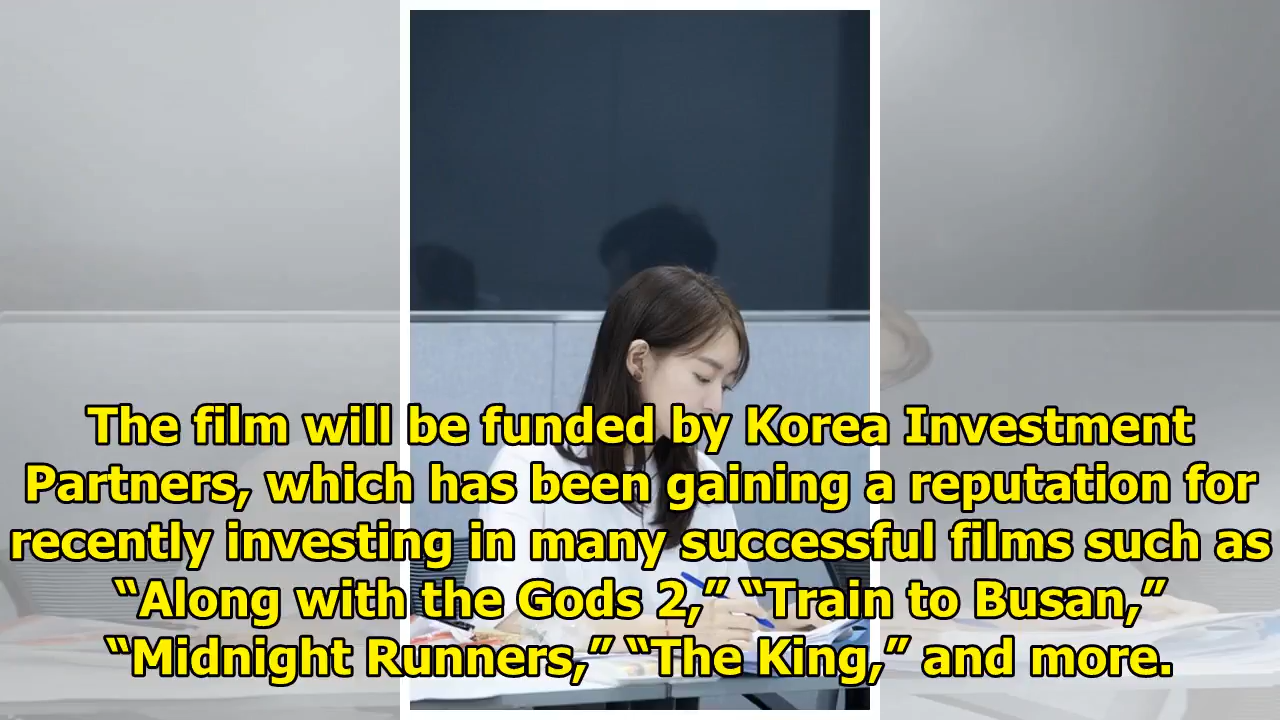 The film will be funded by Korea Investment
Partners, which has been gaining a reputation for
recently investing in many successful films such as
“Along with the Gods 2,” “Train to Busan,”
“Midnight Runners,” “The King,” and more.